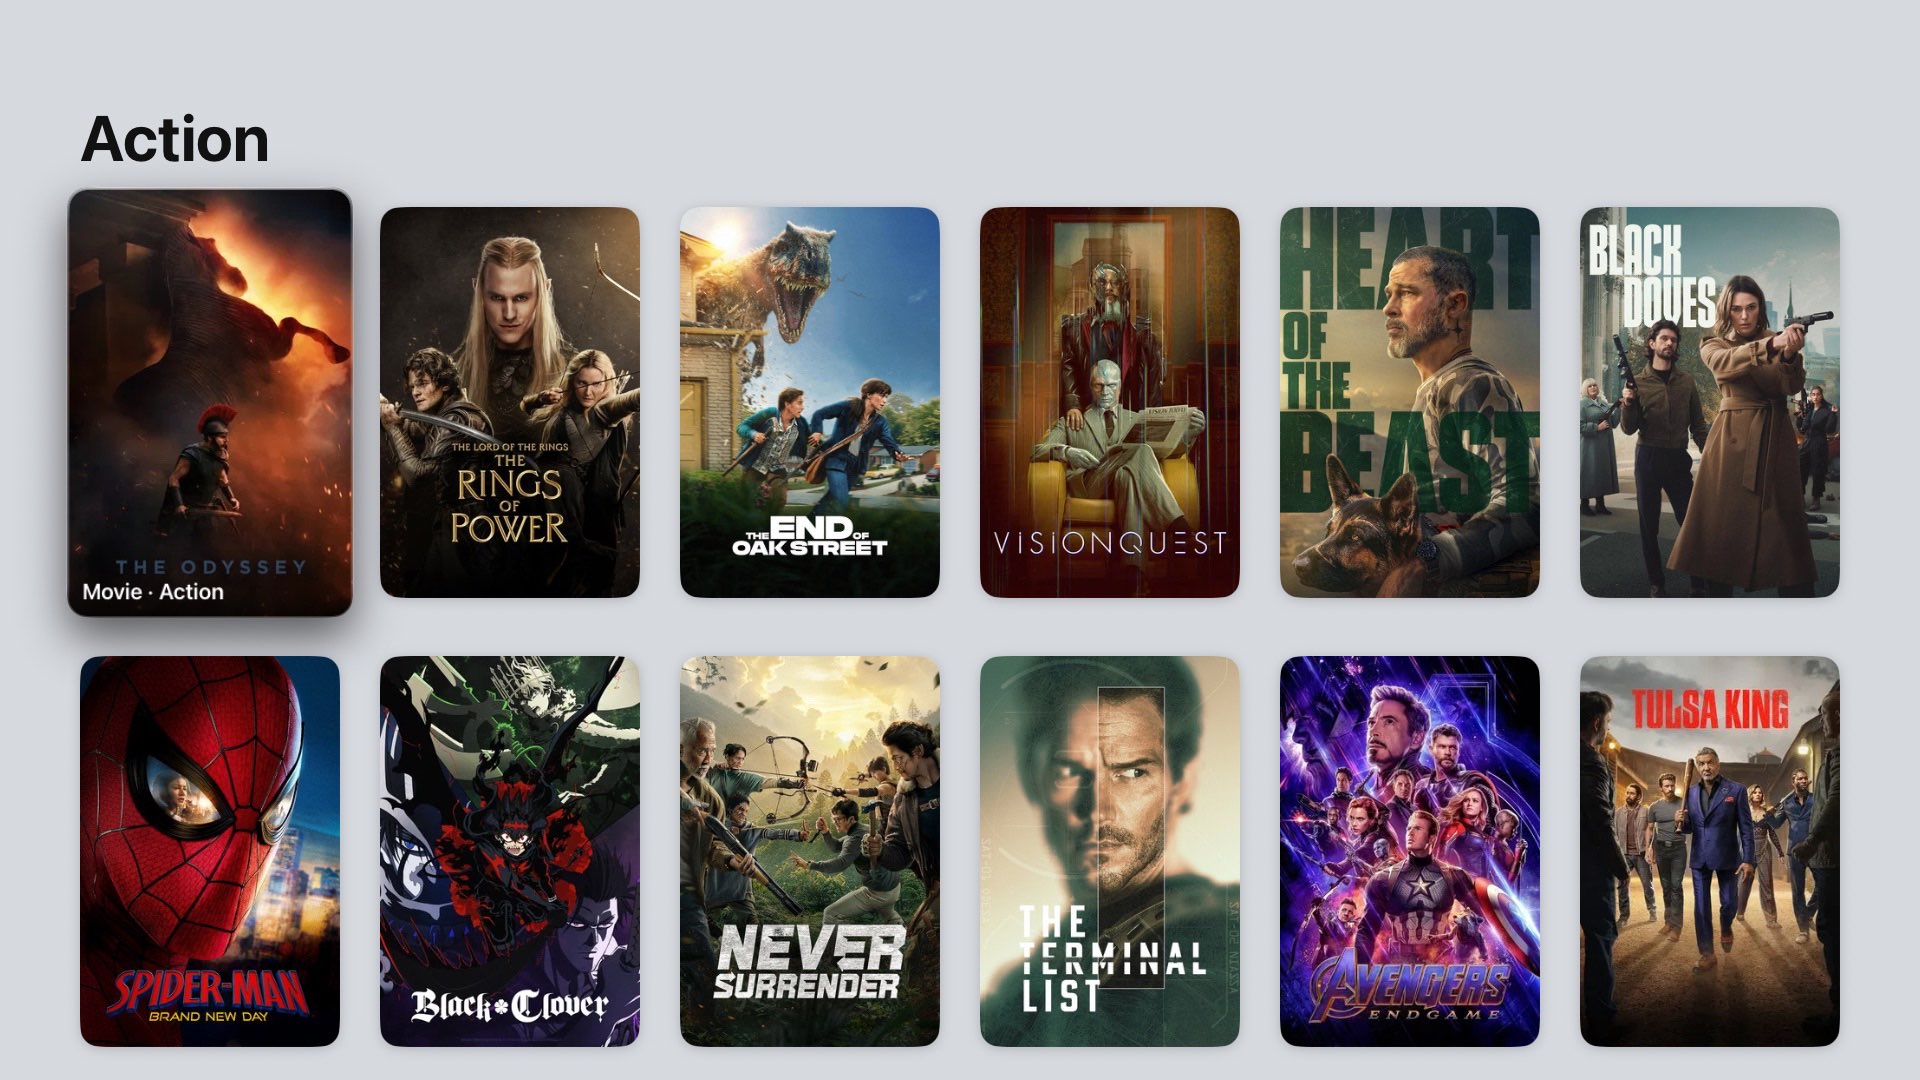 Action
THE ODYSSEY
Movie · Action
THE LORD OF THE RINGS
THE
RINGS
OF
POWER
THE END OF
OAK STREET
VISIONQUEST
HEART
OF
THE
BEAST
BLACK
DOVES
SPIDER-MAN
BRAND NEW DAY
Black Clover
NEVER
SURRENDER
THE
TERMINAL
LIST
AVENGERS
ENDGAME
TULSA KING